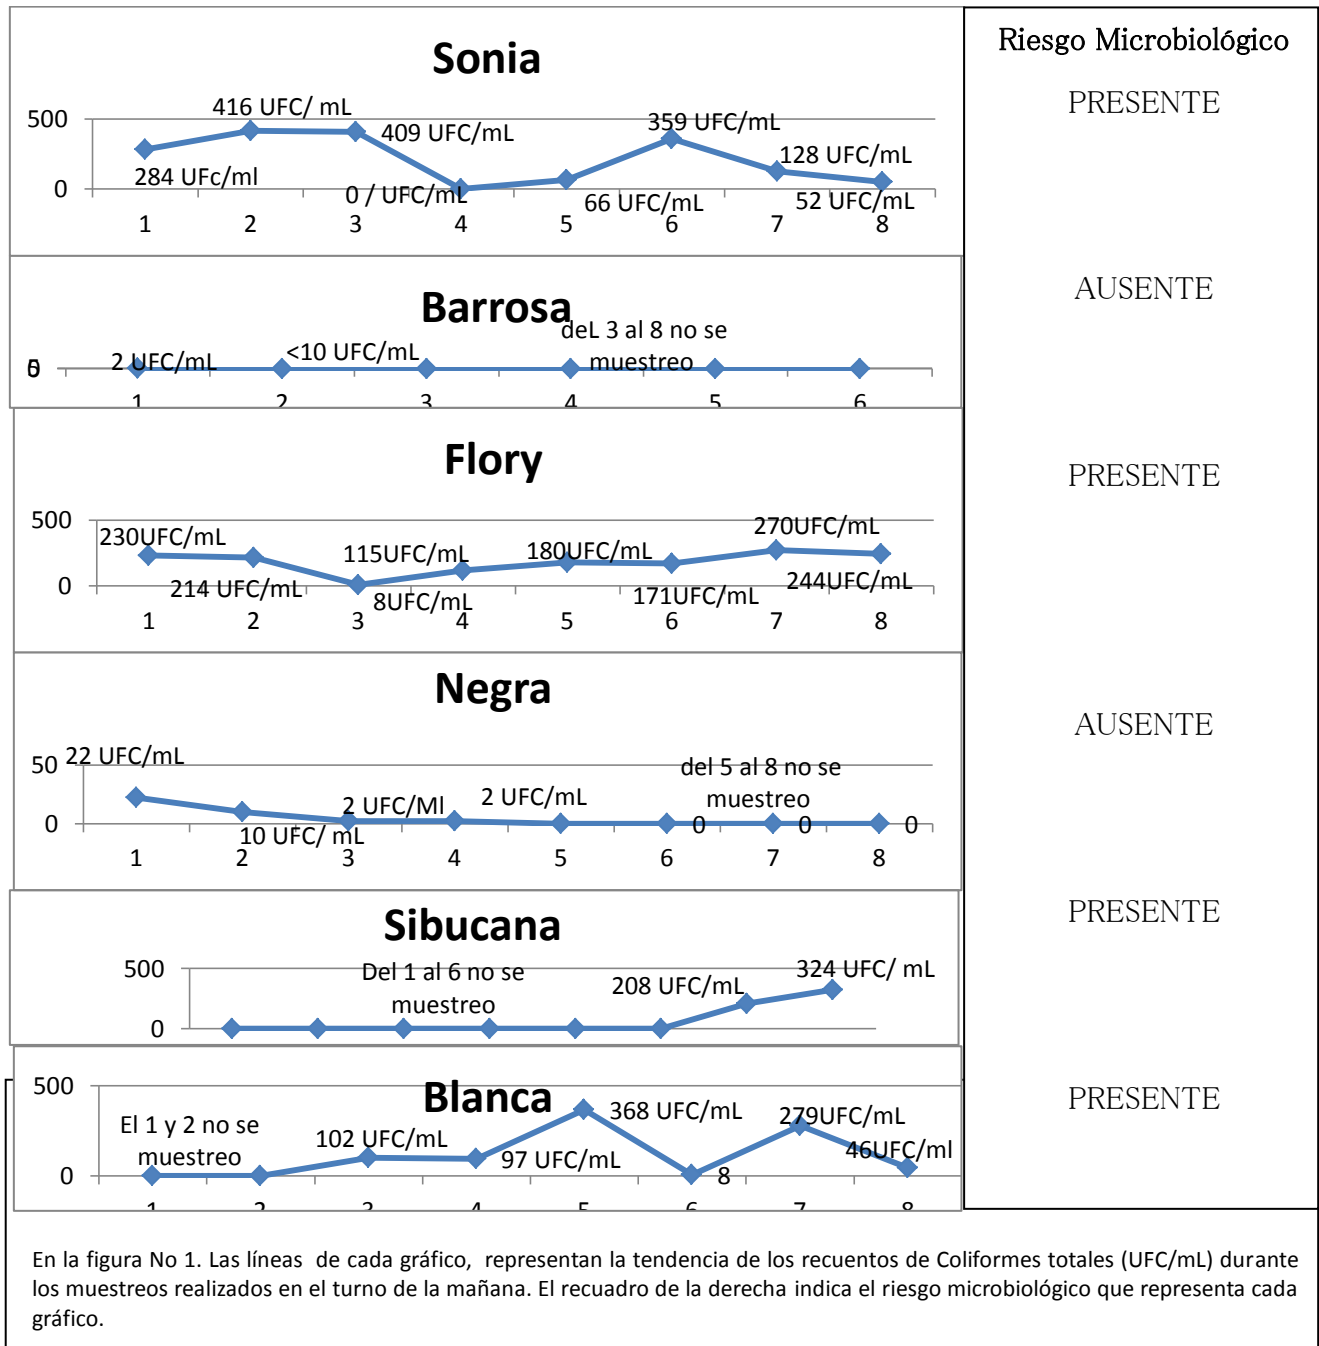 Riesgo Microbiológico
Sonia
PRESENTE
416 UFC/ mL
359 UFC/mL
500
409 UFC/mL
128 UFC/mL
284 UFc/ml
0
0 / UFC/mL
66 UFC/mL
52 UFC/mL
1 2 3 4 5 6 7 8
AUSENTE
Barrosa
deL 3 al 8 no se
muestreo
<10 UFC/mL
2 UFC/mL
1 2 3 4 5 6
Flory
PRESENTE
500
230UFC/mL
115UFC/mL
180UFC/mL
270UFC/mL
0
214 UFC/mL
8UFC/mL
171UFC/mL
244UFC/mL
1 2 3 4 5 6 7 8
Negra
AUSENTE
50
22 UFC/mL
del 5 al 8 no se
muestreo
2 UFC/Ml
2 UFC/mL
0
10 UFC/ mL
0 0 0
1 2 3 4 5 6 7 8
Sibucana
PRESENTE
500
Del 1 al 6 no se
muestreo
208 UFC/mL
324 UFC/ mL
0
Blanca
PRESENTE
500
El 1 y 2 no se
muestreo
102 UFC/mL
368 UFC/mL
279UFC/mL
97 UFC/mL
46UFC/ml
0
8
1 2 3 4 5 6 7 8
En la figura No 1. Las líneas de cada gráfico, representan la tendencia de los recuentos de Coliformes totales (UFC/mL) durante
los muestreos realizados en el turno de la mañana. El recuadro de la derecha indica el riesgo microbiológico que representa cada
gráfico.